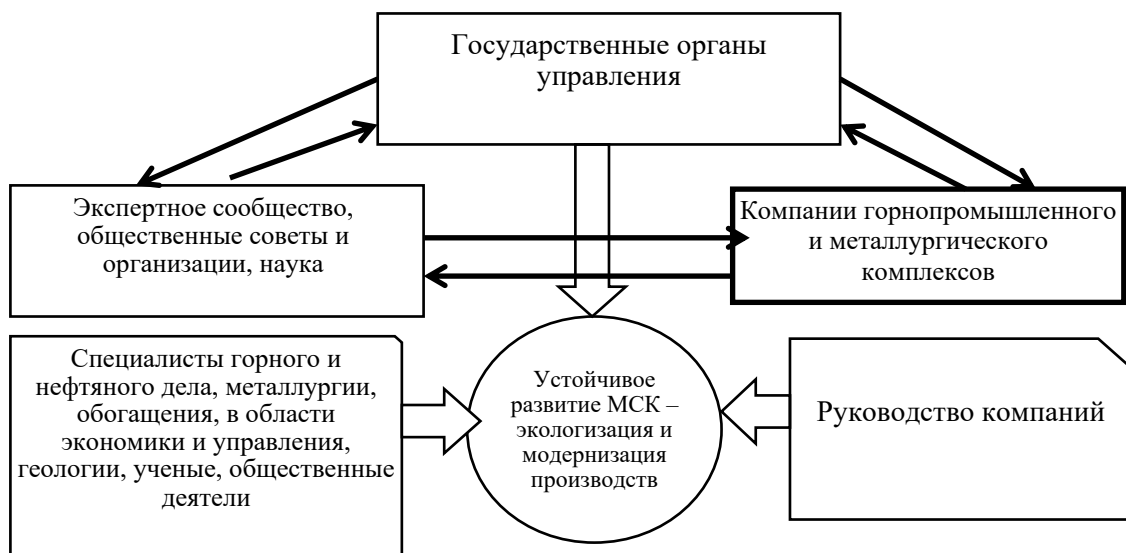 Государственные органы
управления
Экспертное сообщество,
общественные советы и
организации, наука
Компании горнопромышленного
и металлургического
комплексов
Специалисты горного и
нефтяного дела, металлургии,
обогащения, в области
экономики и управления,
геологии, ученые, общественные
деятели
Устойчивое
развитие МСК –
экологизация и
модернизация
производств
Руководство компаний